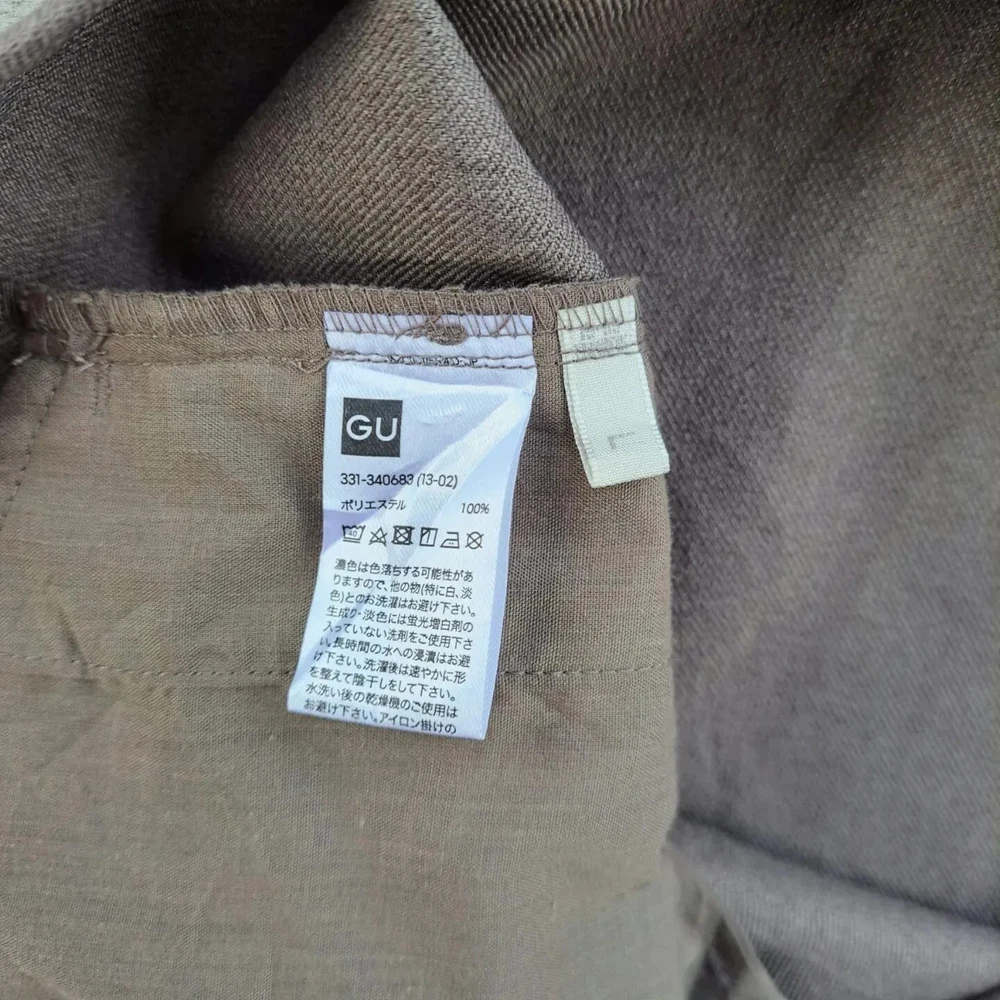 GU
331-340683 (13-02)
ポリエステル 100%
40
濃色は色落ちする可能性があ
りますので、他の物(特に白、淡
色)とのお洗濯はお避け下さい。
生成り・淡色には蛍光増白剤の
入っていない洗剤をご使用下さ
い。長時間の水への浸漬はお避
け下さい。洗濯後は速やかに形
を整えて陰干しをして下さい。
水洗い後の乾燥機のご使用は
お避け下さい。アイロン掛けの
L